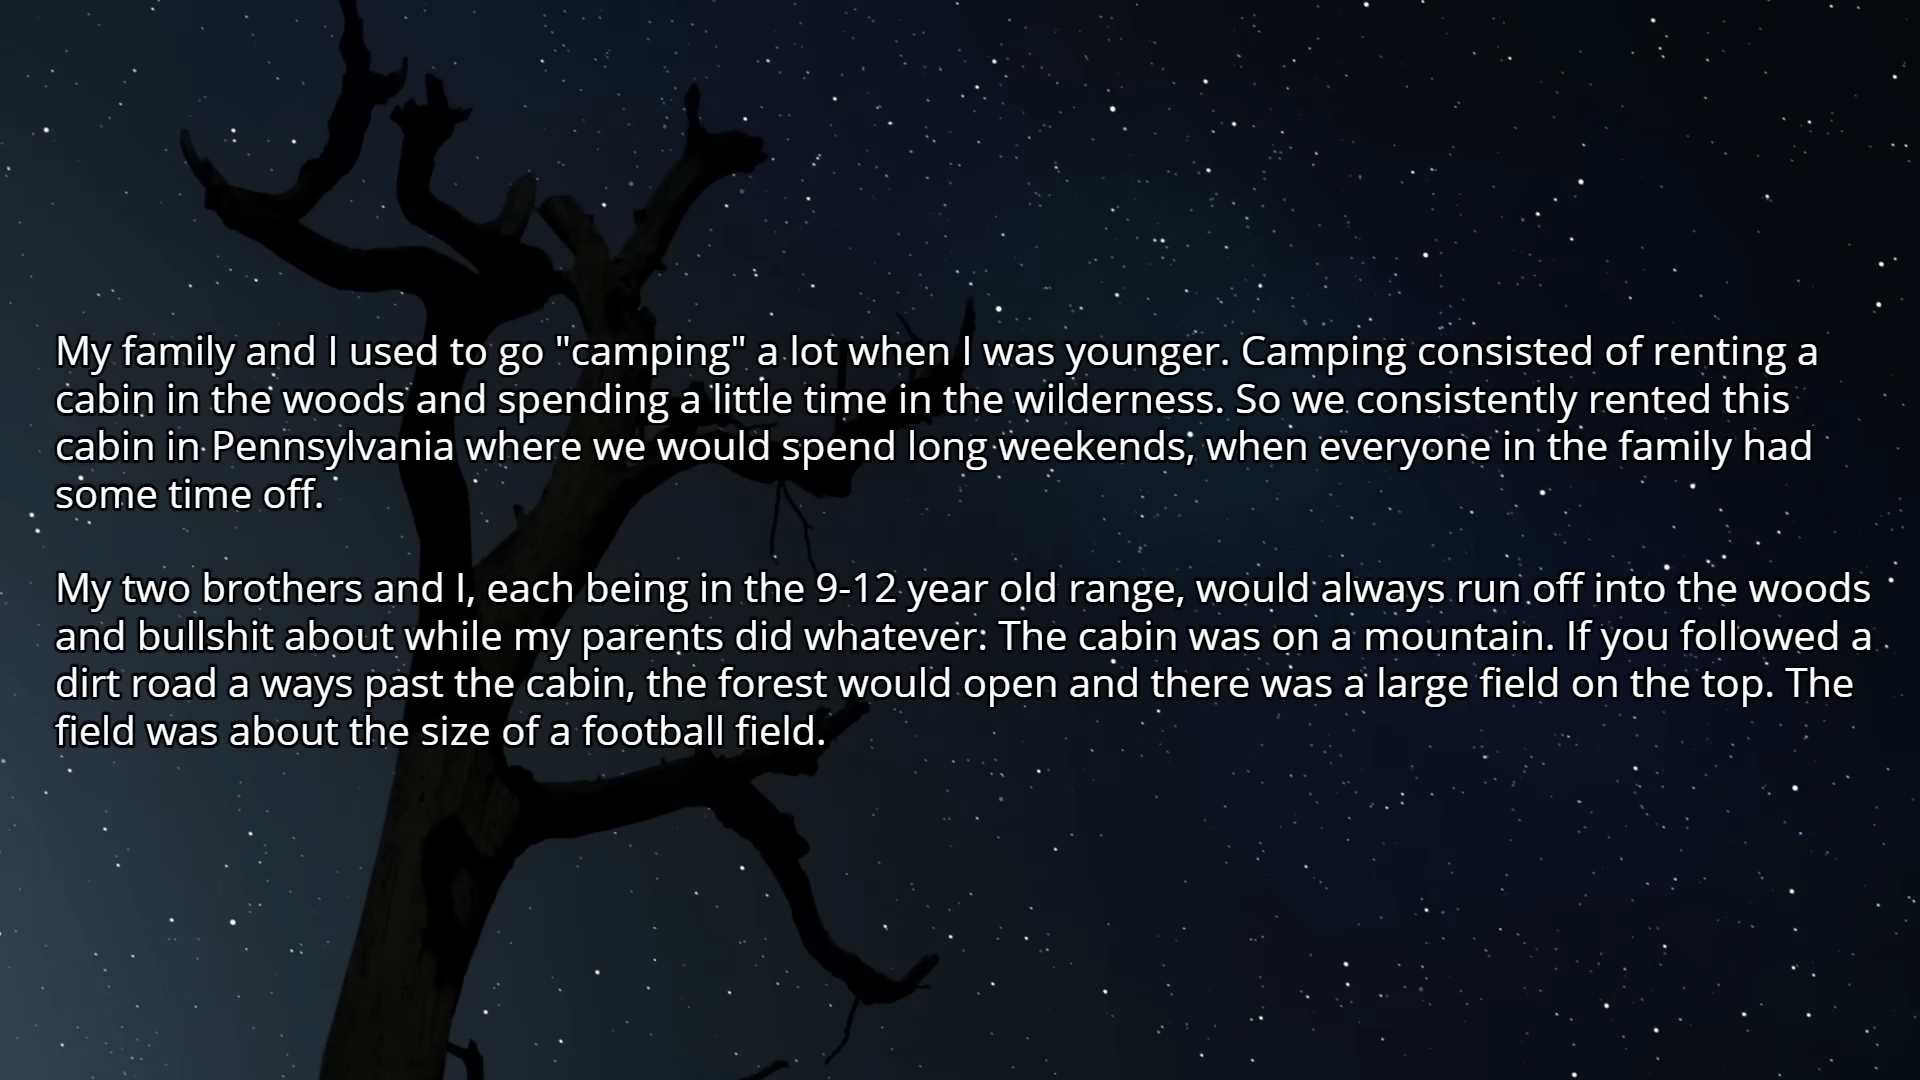 My family and I used to go "camping" a lot when I was younger. Camping consisted of renting a
cabin in the woods and spending a little time in the wilderness. So we consistently rented this
cabin in Pennsylvania where we would spend long weekends, when everyone in the family had
some time off.
My two brothers and I, each being in the 9-12 year old range, would always run off into the woods
and bullshit about while my parents did whatever. The cabin was on a mountain. If you followed a
dirt road a ways past the cabin, the forest would open and there was a large field on the top. The
field was about the size of a football field.